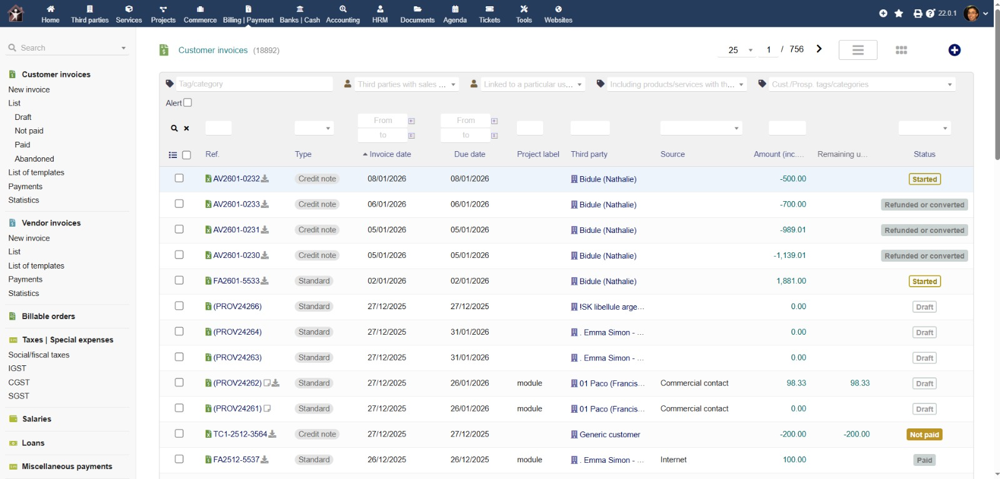 Home Third parties Services Projects Commerce Billing | Payment Banks | Cash Accounting HRM Documents Agenda Tickets Tools Websites 22.0.1
Search
Customer invoices
New invoice
List
Draft
Not paid
Paid
Abandoned
List of templates
Payments
Statistics
Vendor invoices
New invoice
List
List of templates
Payments
Statistics
Billable orders
Taxes | Special expenses
Social/fiscal taxes
IGST
CGST
SGST
Salaries
Loans
Miscellaneous payments
Customer invoices (18892) 25 1 / 756
Tag/category Third parties with sales ... Linked to a particular us... Including products/services with th... Cust./Prosp. tags/categories
Alert
From From
to to
Ref. Type Invoice date Due date Project label Third party Source Amount (inc.... Remaining u... Status
AV2601-0232 Credit note 08/01/2026 08/01/2026 Bidule (Nathalie) -500.00 Started
AV2601-0233 Credit note 06/01/2026 06/01/2026 Bidule (Nathalie) -700.00 Refunded or converted
AV2601-0231 Credit note 05/01/2026 05/01/2026 Bidule (Nathalie) -989.01 Refunded or converted
AV2601-0230 Credit note 05/01/2026 05/01/2026 Bidule (Nathalie) -1,139.01 Refunded or converted
FA2601-5533 Standard 02/01/2026 02/01/2026 Bidule (Nathalie) 1,881.00 Started
(PROV24266) Standard 27/12/2025 27/12/2025 !SK libellule arge... 0.00 Draft
(PROV24264) Standard 27/12/2025 31/01/2026 . Emma Simon - ... 0.00 Draft
(PROV24263) Standard 27/12/2025 31/01/2026 . Emma Simon - ... 0.00 Draft
(PROV24262) Standard 27/12/2025 26/01/2026 module 01 Paco (Francis... Commercial contact 98.33 98.33 Draft
(PROV24261) Standard 27/12/2025 26/01/2026 module 01 Paco (Francis... Commercial contact 0.00 Draft
TC1-2512-3564 Credit note 27/12/2025 27/12/2025 Generic customer -200.00 -200.00 Not paid
FA2512-5537 Standard 26/12/2025 26/12/2025 module . Emma Simon - ... Internet 100.00 Paid